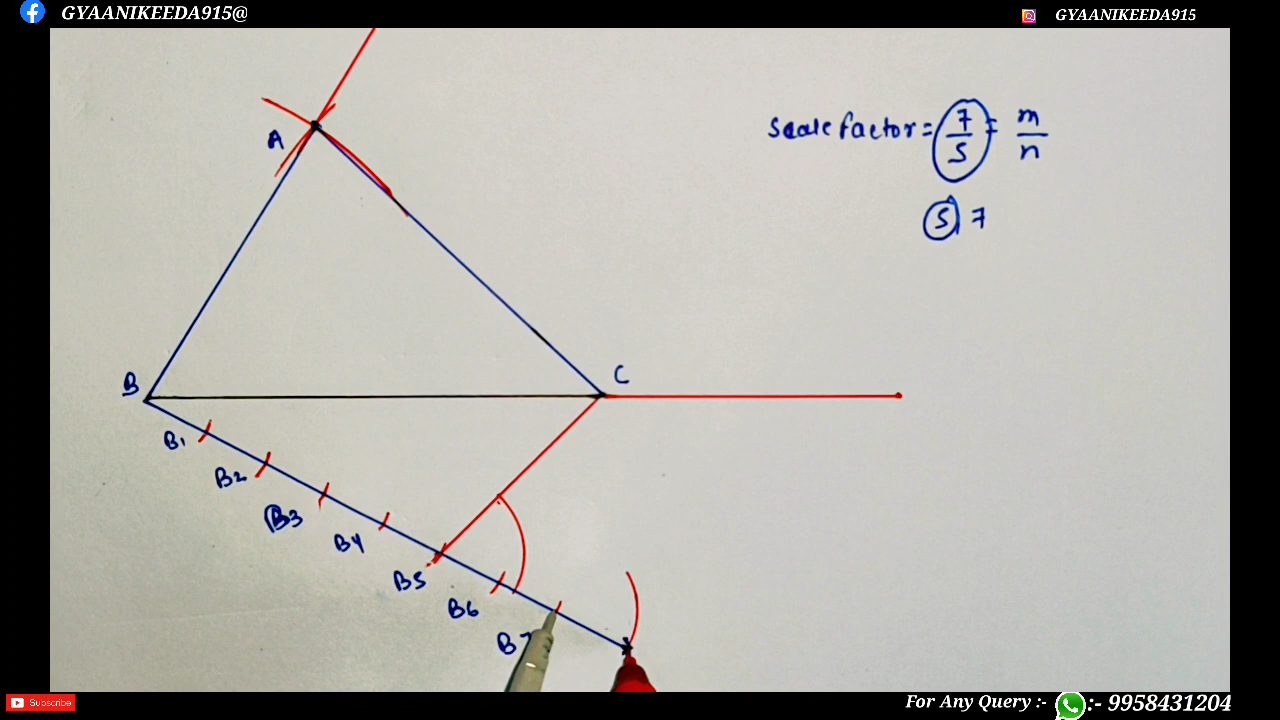 GYAANIKEEDA915@
GYAANIKEEDA915
A
Scale factor = 7/5 = m/n
5, 7
B
C
B1
B2
B3
B4
B5
B6
B7
Subscribe
For Any Query :- :- 9958431204